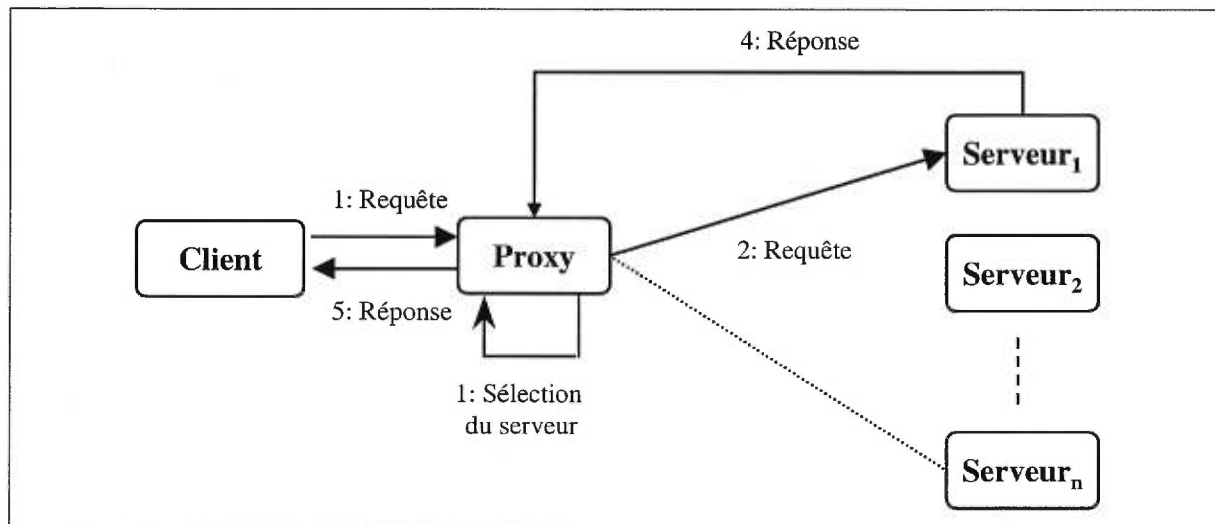 4: Réponse
Serveur1
1: Requête
Client
Proxy
2: Requête
Serveur2
5: Réponse
1: Sélection
du serveur
Serveurn